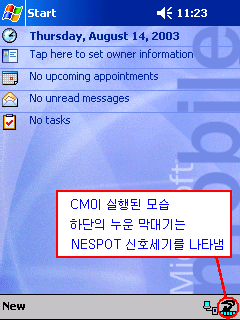 Start 11:23
Thursday, August 14, 2003
Tap here to set owner information
No upcoming appointments
No unread messages
No tasks
Microsoft
mobile
CM이 실행된 모습
하단의 누운 막대기는
NESPOT 신호세기를 나타냄
New